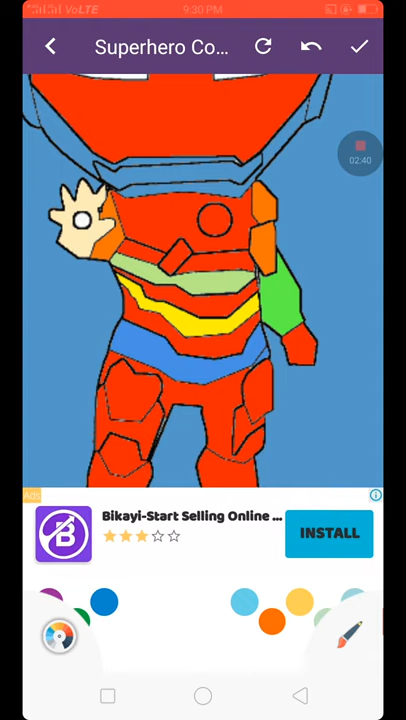 VoLTE 9:30 PM
Superhero Co...
02:40
Ads
Bikayi-Start Selling Online ...
INSTALL